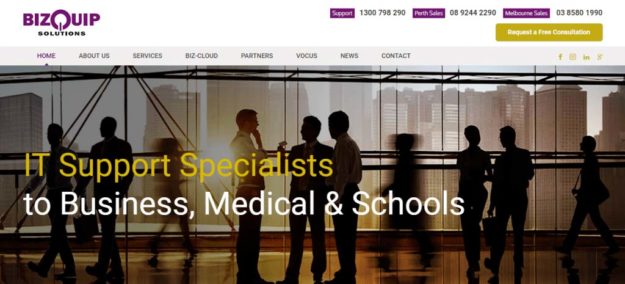 BIZQUIP
SOLUTIONS
Support 1300 798 290 Perth Sales 08 9244 2290 Melbourne Sales 03 8580 1990
Request a Free Consultation
HOME ABOUT US SERVICES BIZ-CLOUD PARTNERS VOCUS NEWS CONTACT
IT Support Specialists
to Business, Medical & Schools